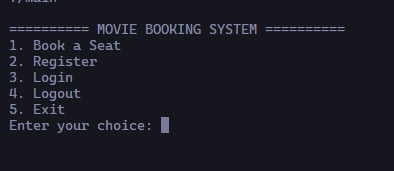 ========== MOVIE BOOKING SYSTEM ==========
1. Book a Seat
2. Register
3. Login
4. Logout
5. Exit
Enter your choice: